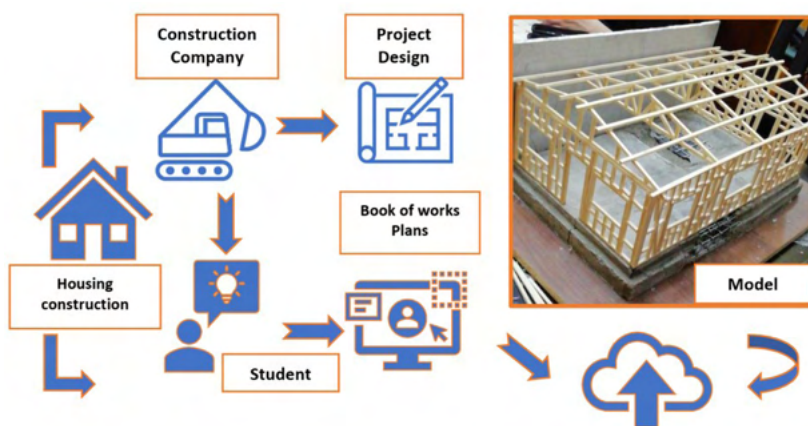 Construction
Company
Project
Design
Housing
construction
Book of works
Plans
Student
Model